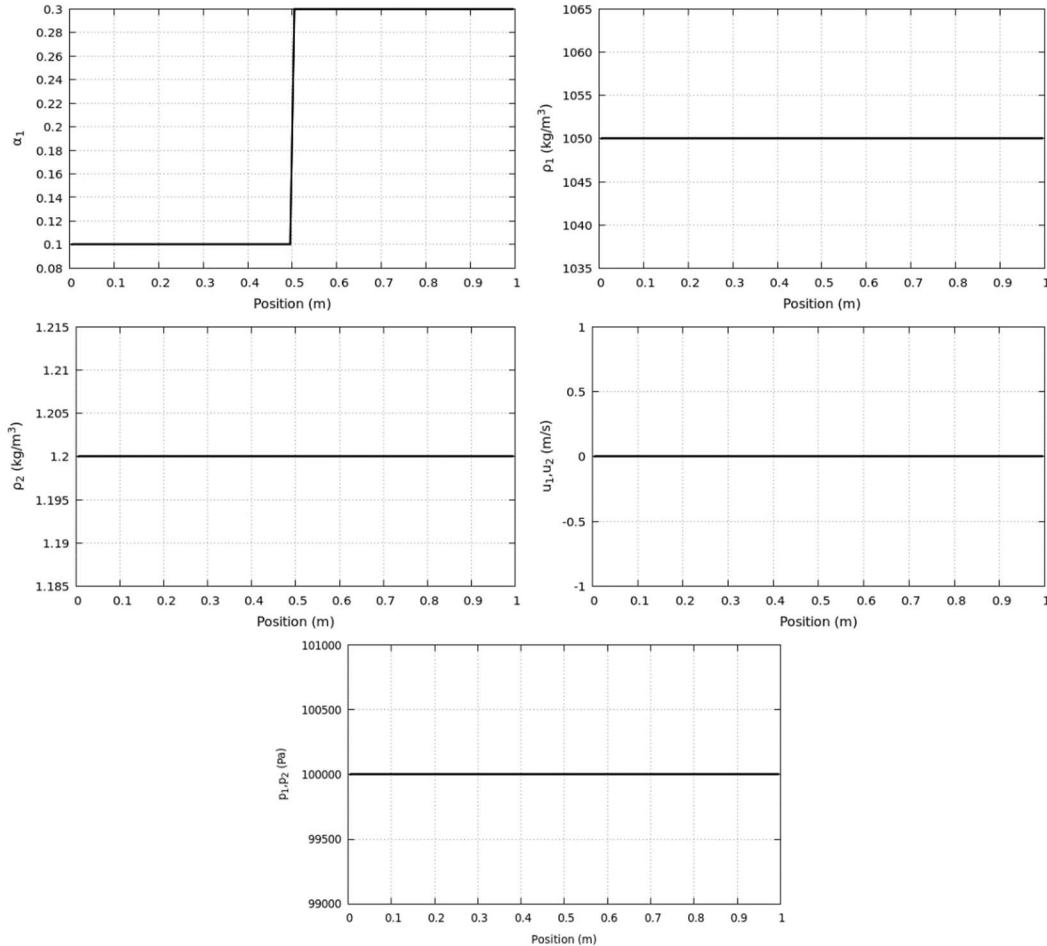 0.3
0.28
0.26
0.24
0.22
0.2
0.18
0.16
0.14
0.12
0.1
0.08
α₁
0 0.1 0.2 0.3 0.4 0.5 0.6 0.7 0.8 0.9 1
Position (m)
1065
1060
1055
1050
1045
1040
1035
ρ₁ (kg/m³)
0 0.1 0.2 0.3 0.4 0.5 0.6 0.7 0.8 0.9 1
Position (m)
1.215
1.21
1.205
1.2
1.195
1.19
1.185
ρ₂ (kg/m³)
0 0.1 0.2 0.3 0.4 0.5 0.6 0.7 0.8 0.9 1
Position (m)
1
0.5
0
-0.5
-1
u₁,u₂ (m/s)
0 0.1 0.2 0.3 0.4 0.5 0.6 0.7 0.8 0.9 1
Position (m)
101000
100500
100000
99500
99000
p₁,p₂ (Pa)
0 0.1 0.2 0.3 0.4 0.5 0.6 0.7 0.8 0.9 1
Position (m)